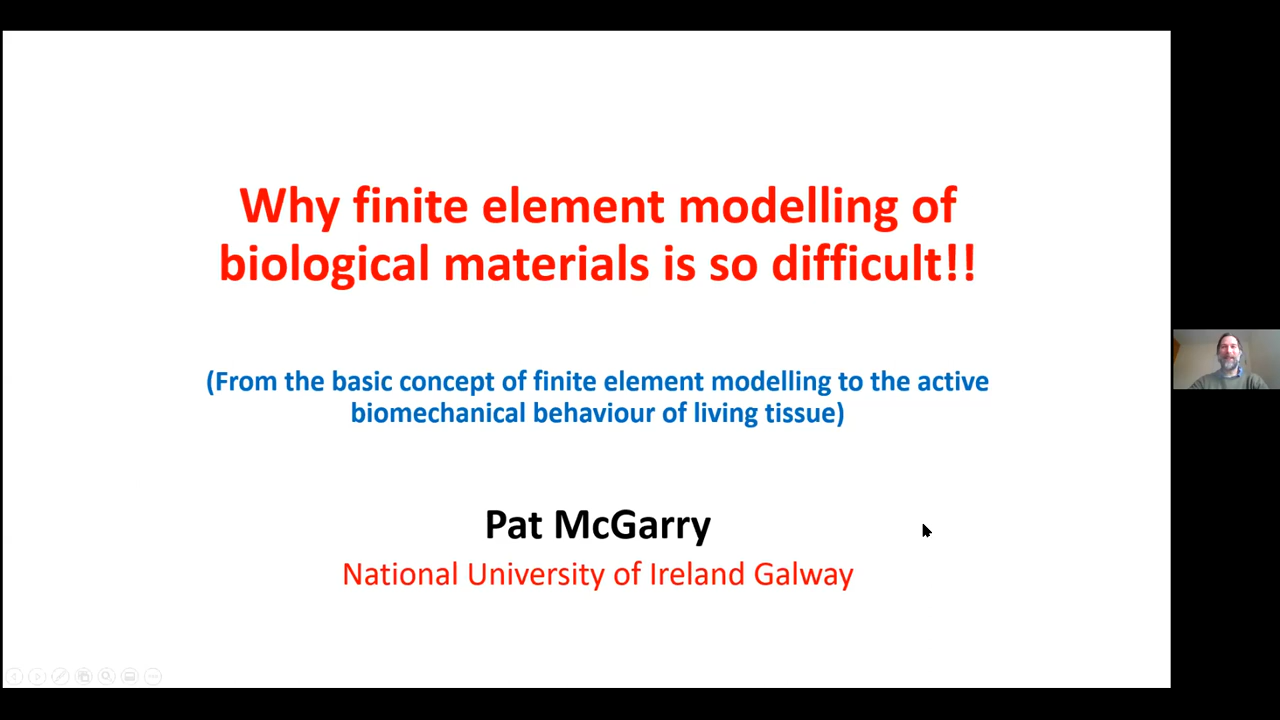 Why finite element modelling of
biological materials is so difficult!!
(From the basic concept of finite element modelling to the active
biomechanical behaviour of living tissue)
Pat McGarry
National University of Ireland Galway